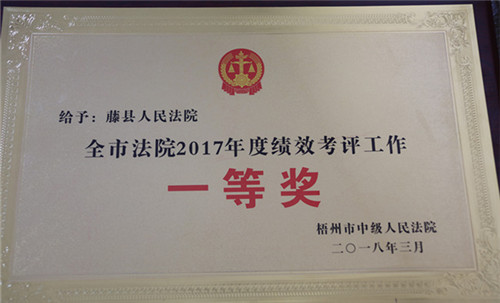 给予：藤县人民法院
全市法院2017年度绩效考评工作
一等奖
梧州市中级人民法院
二〇一八年三月